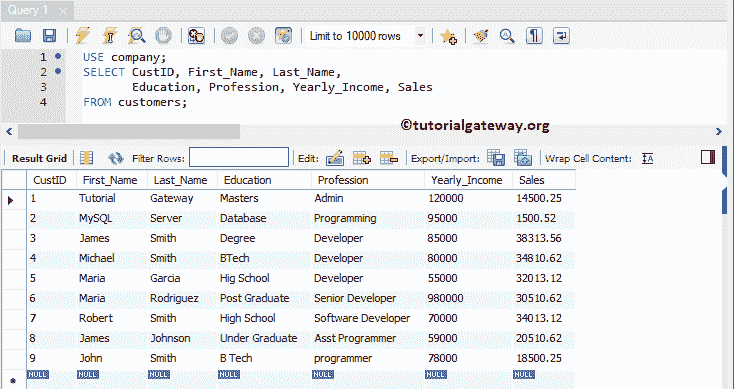 Query 1
Limit to 10000 rows
1 USE company;
2 SELECT CustID, First_Name, Last_Name,
3 Education, Profession, Yearly_Income, Sales
4 FROM customers;
©tutorialgateway.org
Result Grid Filter Rows: Edit: Export/Import: Wrap Cell Content:
CustID First_Name Last_Name Education Profession Yearly_Income Sales
1 Tutorial Gateway Masters Admin 120000 14500.25
2 MySQL Server Database Programming 95000 1500.52
3 James Smith Degree Developer 85000 38313.56
4 Michael Smith BTech Developer 80000 34810.62
5 Maria Garcia Hig School Developer 55000 32013.12
6 Maria Rodriguez Post Graduate Senior Developer 980000 30510.62
7 Robert Smith High School Software Developer 70000 34013.12
8 James Johnson Under Graduate Asst Programmer 59000 20510.62
9 John Smith B Tech programmer 78000 18500.25
NULL NULL NULL NULL NULL NULL NULL